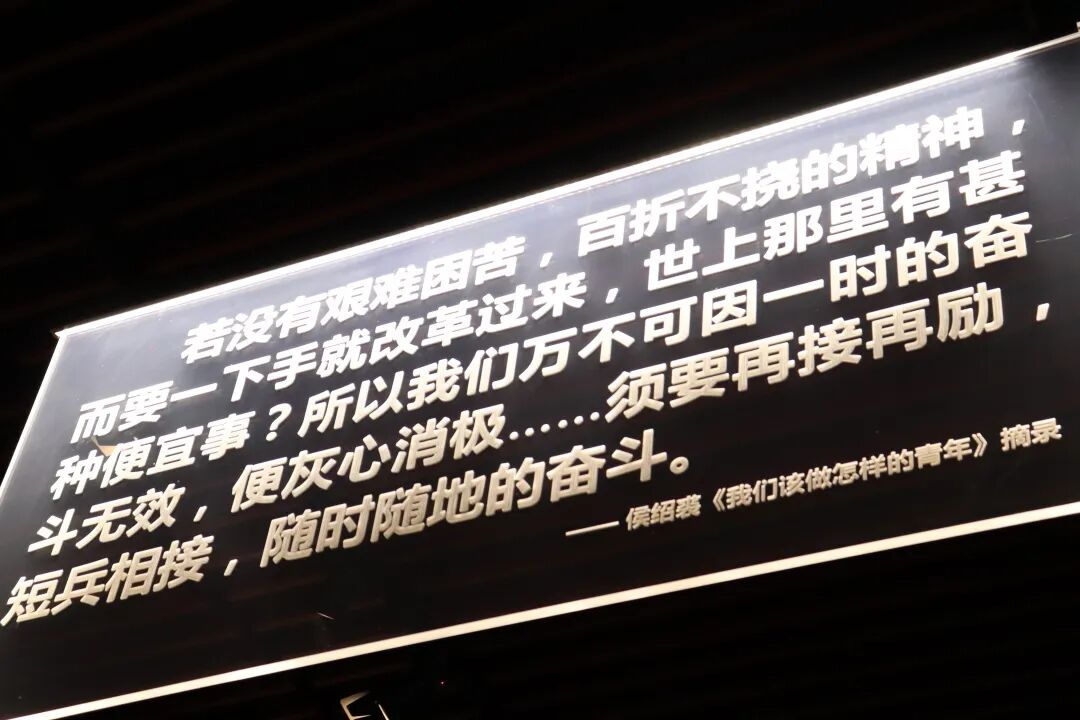 若没有艰难困苦，百折不挠的精神，
而要一下手就改革过来，世上那里有甚
种便宜事？所以我们万不可因一时的奋
斗无效，便灰心消极……须要再接再励，
短兵相接，随时随地的奋斗。
——侯绍裘《我们该做怎样的青年》摘录